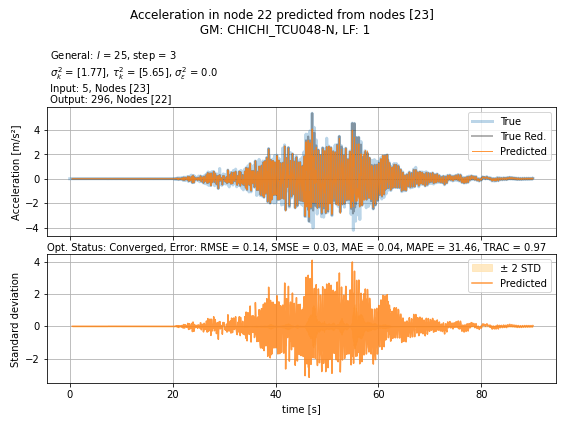 Acceleration in node 22 predicted from nodes [23]
GM: CHICHI_TCU048-N, LF: 1
General: l = 25, step = 3
σ²ₖ = [1.77], τ²ₖ = [5.65], σ²ε = 0.0
Input: 5, Nodes [23]
Output: 296, Nodes [22]
Acceleration [m/s²]
4
2
0
−2
−4
True
True Red.
Predicted
Opt. Status: Converged, Error: RMSE = 0.14, SMSE = 0.03, MAE = 0.04, MAPE = 31.46, TRAC = 0.97
Standard deviation
4
2
0
−2
± 2 STD
Predicted
0 20 40 60 80
time [s]